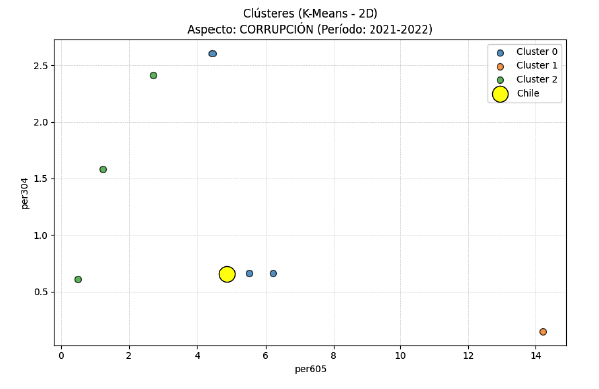 Clústeres (K-Means - 2D)
Aspecto: CORRUPCIÓN (Período: 2021-2022)
Cluster 0
Cluster 1
Cluster 2
Chile
per304
2.5
2.0
1.5
1.0
0.5
0 2 4 6 8 10 12 14
per605